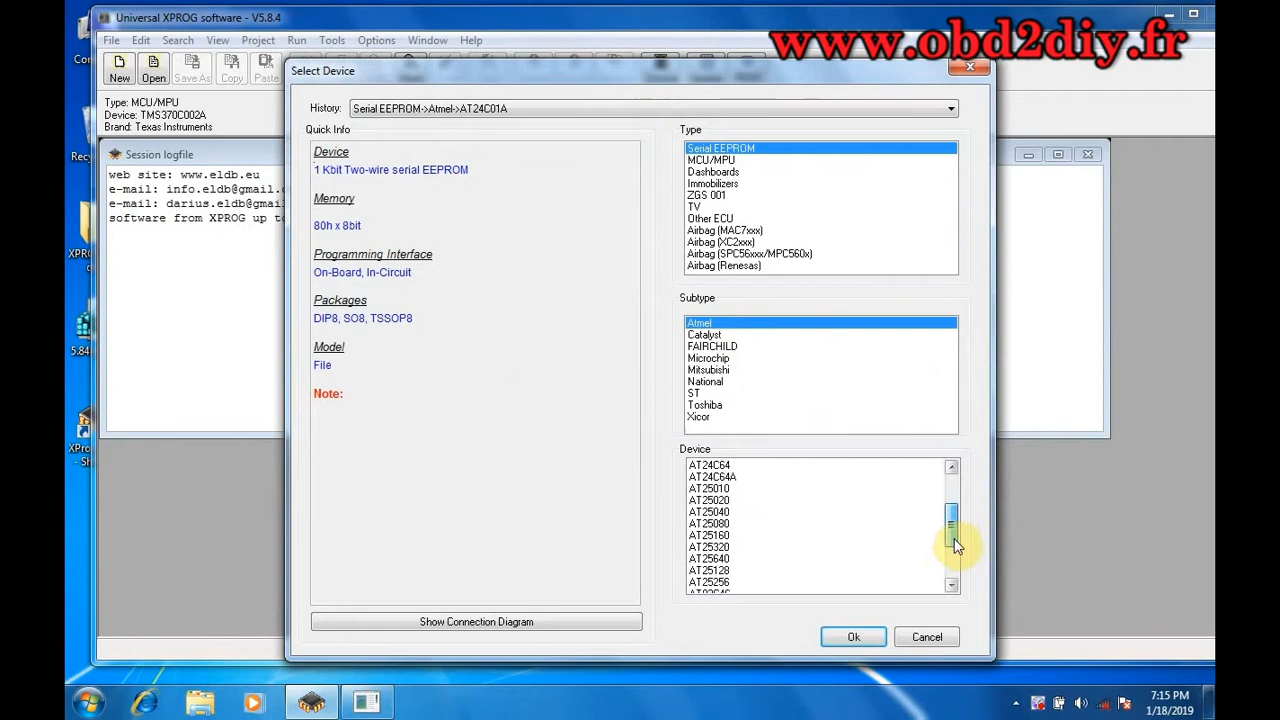 Universal XPROG software - V5.8.4
www.obd2diy.fr
File Edit Search View Project Run Tools Options Window Help
New Open Save As Copy Paste
Type: MCU/MPU
Device: TMS370C002A
Brand: Texas Instruments
Session logfile
web site: www.eldb.eu
e-mail: info.eldb@gmail.
e-mail: darius.eldb@gmai
software from XPROG up to
Select Device
History: Serial EEPROM->Atmel->AT24C01A
Quick Info
Device
1 Kbit Two-wire serial EEPROM
Memory
80h x 8bit
Programming Interface
On-Board, In-Circuit
Packages
DIP8, SO8, TSSOP8
Model
File
Note:
Show Connection Diagram
Type
Serial EEPROM
MCU/MPU
Dashboards
Immobilizers
ZGS 001
TV
Other ECU
Airbag (MAC7xxx)
Airbag (XC2xxx)
Airbag (SPC56xxx/MPC560x)
Airbag (Renesas)
Subtype
Atmel
Catalyst
FAIRCHILD
Microchip
Mitsubishi
National
ST
Toshiba
Xicor
Device
AT24C64
AT24C64A
AT25010
AT25020
AT25040
AT25080
AT25160
AT25320
AT25640
AT25128
AT25256
Ok Cancel
5.84
XPROG
7:15 PM
1/18/2019